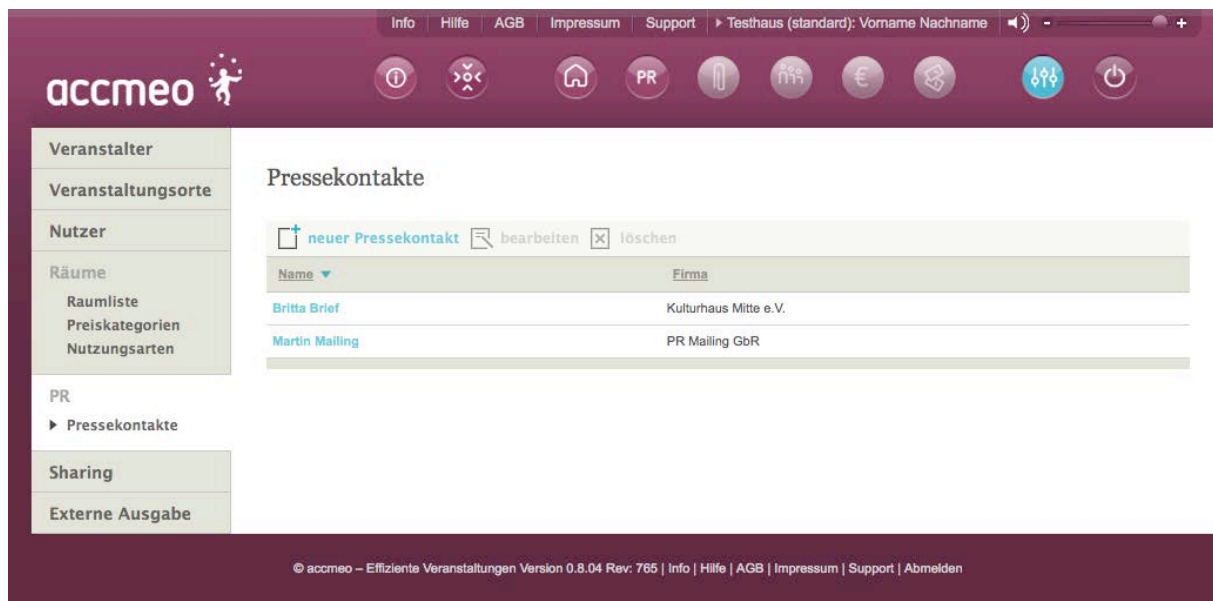 Info Hilfe AGB Impressum Support Testhaus (standard): Vorname Nachname - +
accmeo
PR €
Veranstalter
Veranstaltungsorte
Nutzer
Räume
Raumliste
Preiskategorien
Nutzungsarten
PR
Pressekontakte
Sharing
Externe Ausgabe
Pressekontakte
neuer Pressekontakt bearbeiten löschen
Name Firma
Britta Brief Kulturhaus Mitte e.V.
Martin Mailing PR Mailing GbR
© accmeo – Effiziente Veranstaltungen Version 0.8.04 Rev: 765 | Info | Hilfe | AGB | Impressum | Support | Abmelden